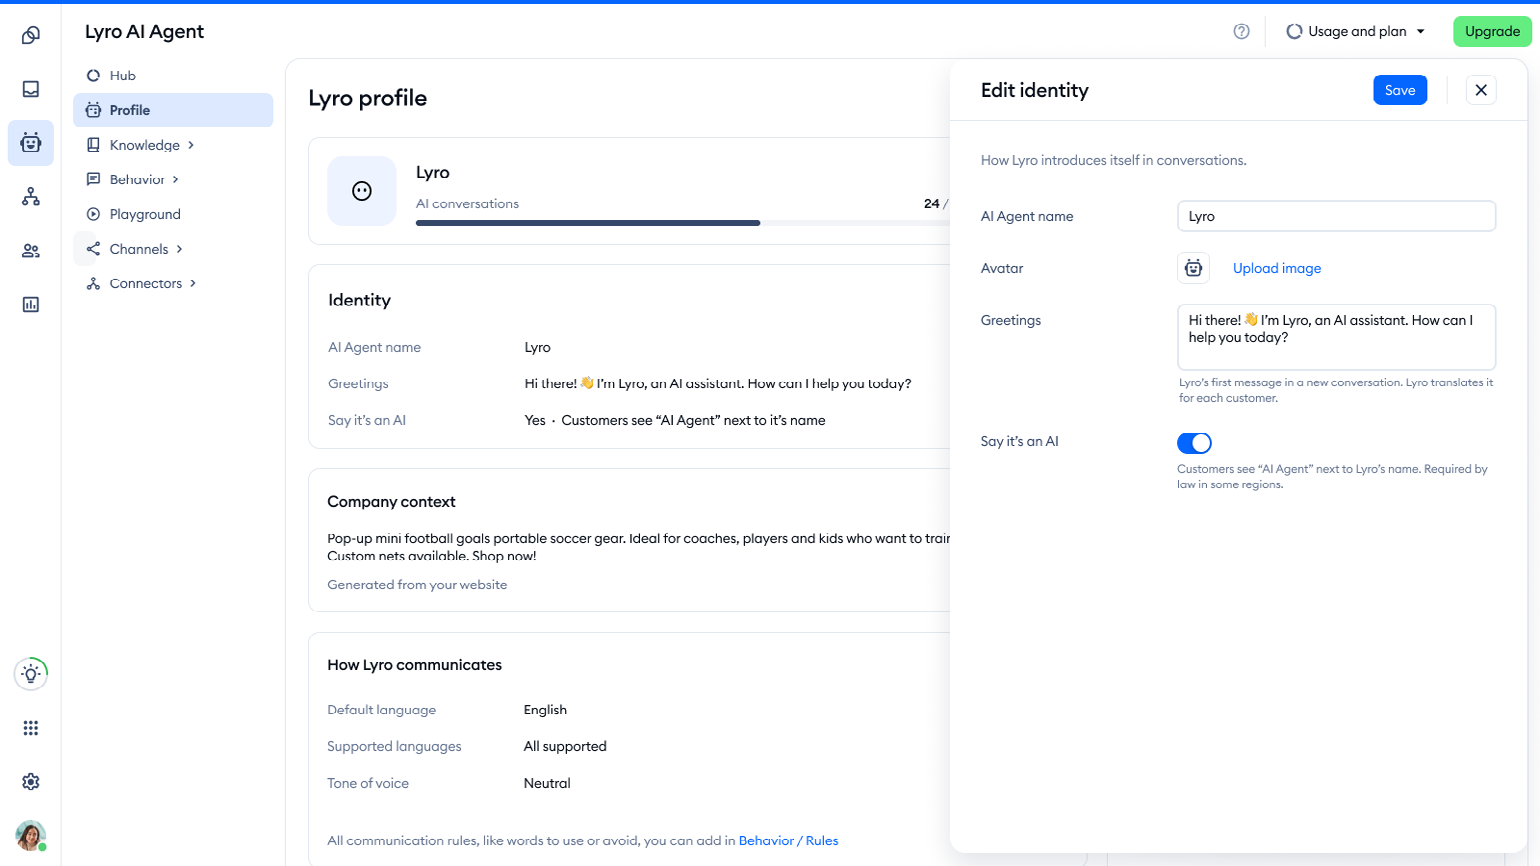 Lyro AI Agent
Usage and plan
Upgrade
Hub
Profile
Knowledge
Behavior
Playground
Channels
Connectors
Lyro profile
Lyro
AI conversations
24 /
Identity
AI Agent name
Lyro
Greetings
Hi there! 👋 I’m Lyro, an AI assistant. How can I help you today?
Say it’s an AI
Yes · Customers see “AI Agent” next to it’s name
Company context
Pop-up mini football goals portable soccer gear. Ideal for coaches, players and kids who want to train
Custom nets available. Shop now!
Generated from your website
How Lyro communicates
Default language
English
Supported languages
All supported
Tone of voice
Neutral
All communication rules, like words to use or avoid, you can add in Behavior / Rules
Edit identity
Save
How Lyro introduces itself in conversations.
AI Agent name
Lyro
Avatar
Upload image
Greetings
Hi there! 👋 I’m Lyro, an AI assistant. How can I
help you today?
Lyro’s first message in a new conversation. Lyro translates it
for each customer.
Say it’s an AI
Customers see “AI Agent” next to Lyro’s name. Required by
law in some regions.